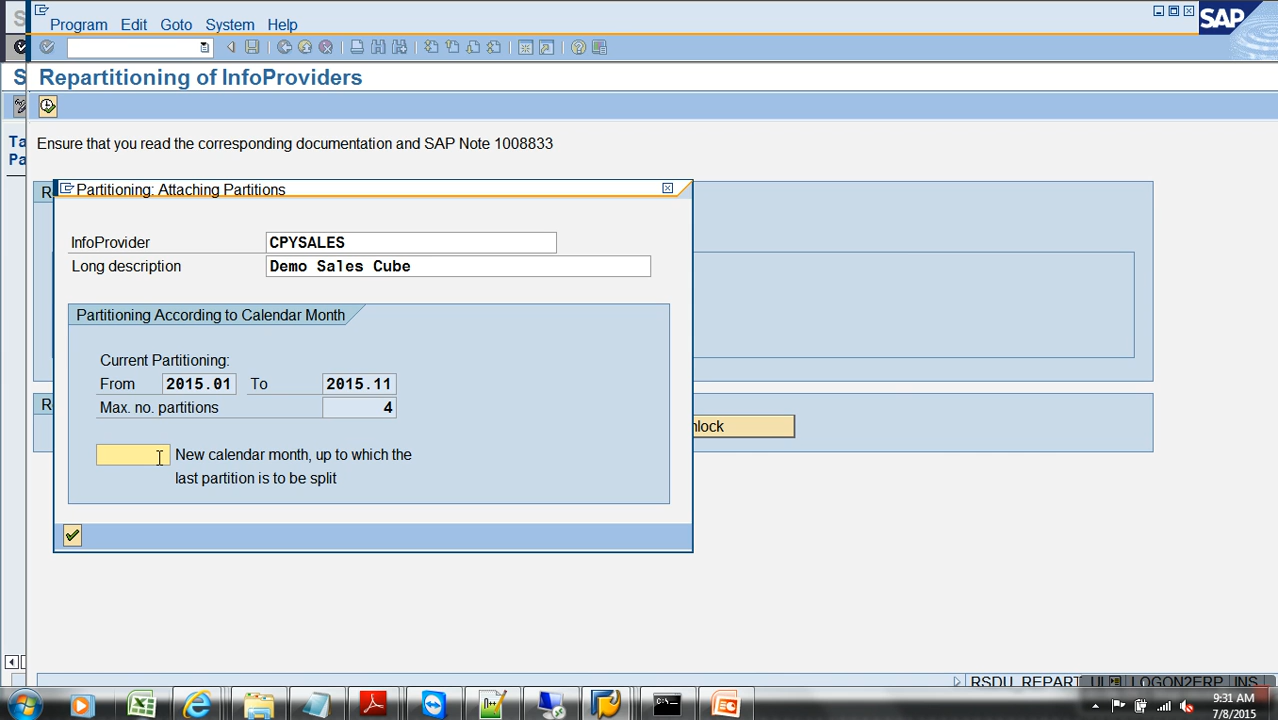 Program Edit Goto System Help
SAP
S Repartitioning of InfoProviders
Ta
Pa
Ensure that you read the corresponding documentation and SAP Note 1008833
R
Partitioning: Attaching Partitions
InfoProvider CPYSALES
Long description Demo Sales Cube
Partitioning According to Calendar Month
Current Partitioning:
From 2015.01 To 2015.11
Max. no. partitions 4
R
nlock
New calendar month, up to which the
last partition is to be split
9:31 AM
7/8/2015